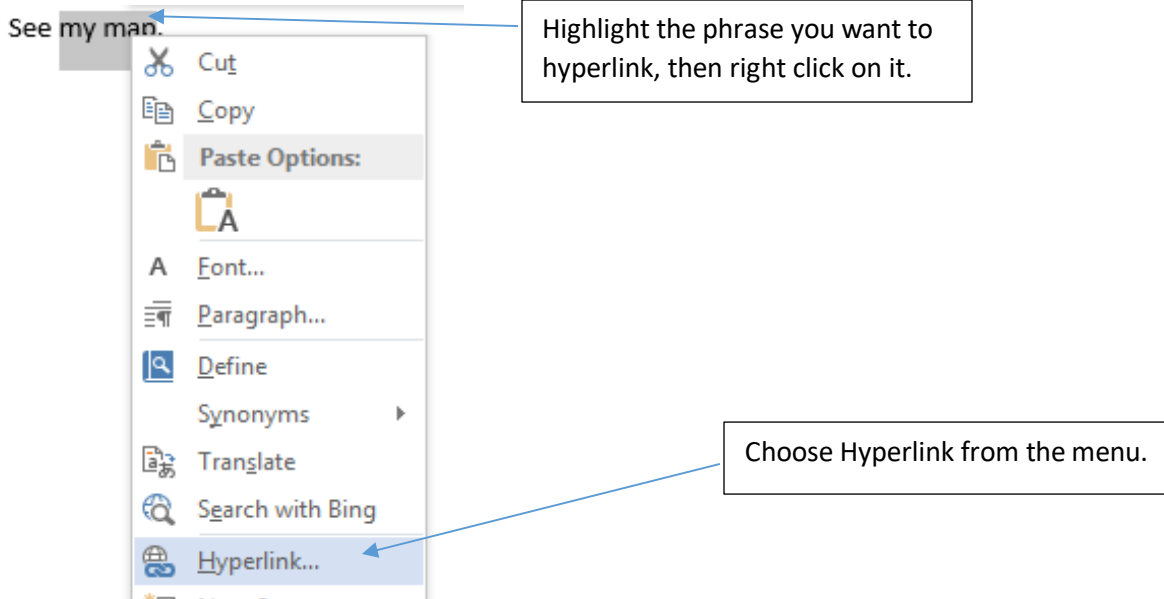 See my map.
Highlight the phrase you want to
hyperlink, then right click on it.
Cut
Copy
Paste Options:
A
A Font...
Paragraph...
Define
Synonyms
Translate
Search with Bing
Choose Hyperlink from the menu.
Hyperlink...